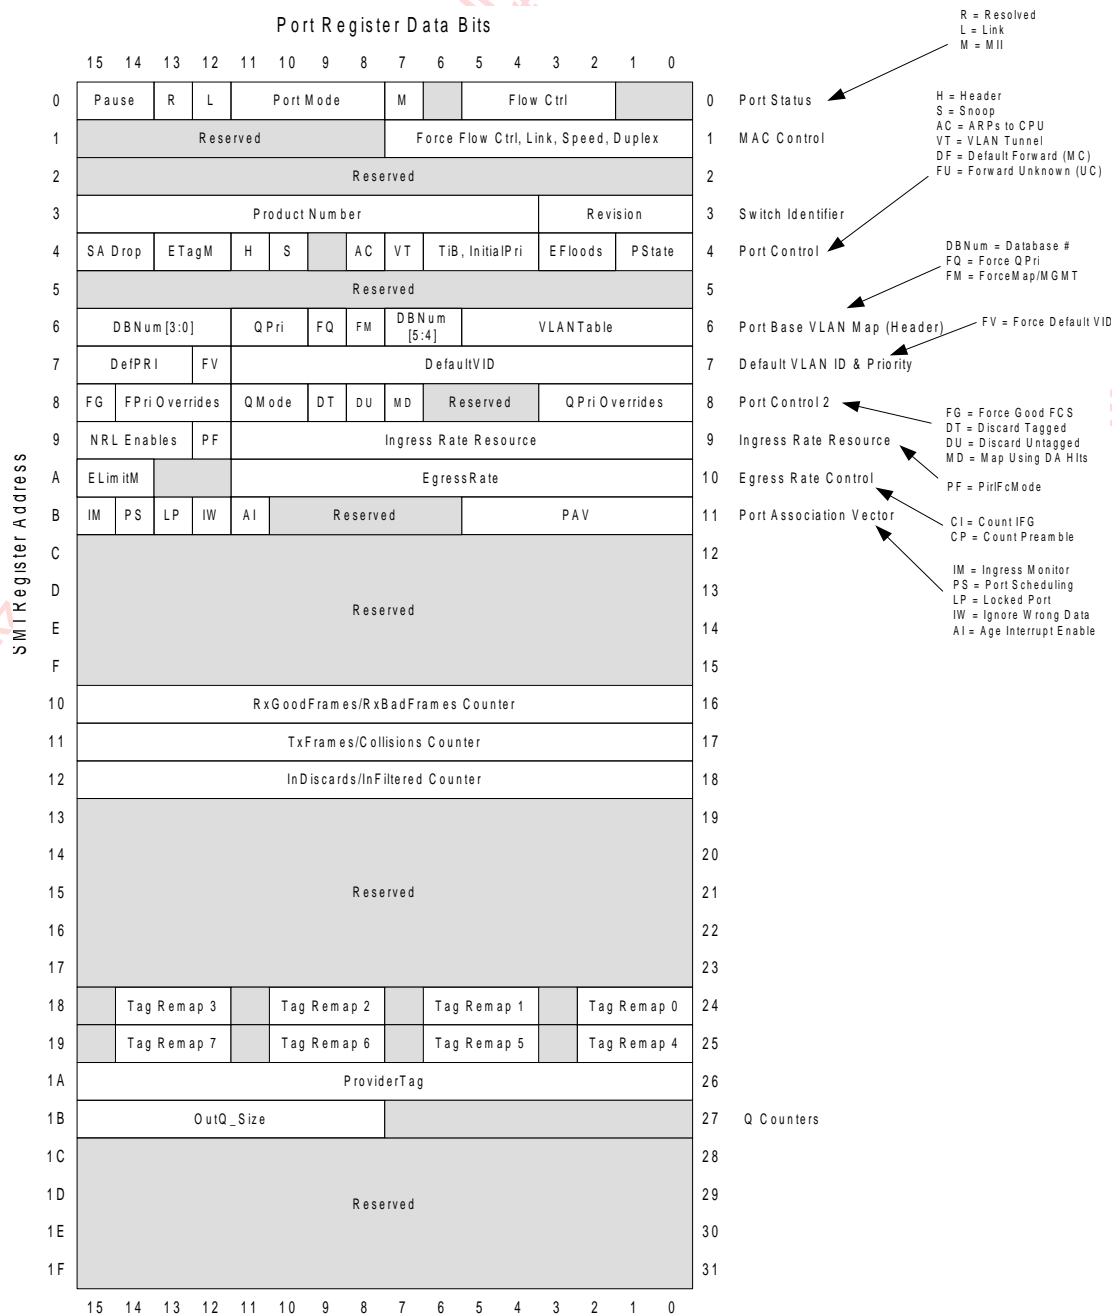 Port Register Data Bits
R = Resolved
L = Link
M = MII
15 14 13 12 11 10 9 8 7 6 5 4 3 2 1 0
0 Pause R L Port Mode M Flow Ctrl 0 Port Status
H = Header
S = Snoop
AC = ARPs to CPU
VT = VLAN Tunnel
DF = Default Forward (MC)
FU = Forward Unknown (UC)
1 Reserved Force Flow Ctrl, Link, Speed, Duplex 1 MAC Control
2 Reserved 2
3 Product Number Revision 3 Switch Identifier
4 SA Drop ETagM H S AC VT TiB, InitialPri EFloods PState 4 Port Control
DBNum = Database #
FQ = Force QPri
FM = ForceMap/MGMT
5 Reserved 5
6 DBNum[3:0] QPri FQ FM DBNum [5:4] VLANTable 6 Port Base VLAN Map (Header)
FV = Force Default VID
7 DefPRI FV DefaultVID 7 Default VLAN ID & Priority
8 FG FPri Overrides QMode DT DU MD Reserved QPri Overrides 8 Port Control 2
FG = Force Good FCS
DT = Discard Tagged
DU = Discard Untagged
MD = Map Using DA HIts
9 NRL Enables PF Ingress Rate Resource 9 Ingress Rate Resource
PF = PirlFcMode
A ELimitM EgressRate 10 Egress Rate Control
B IM PS LP IW AI Reserved PAV 11 Port Association Vector
CI = Count IFG
CP = Count Preamble
IM = Ingress Monitor
PS = Port Scheduling
LP = Locked Port
IW = Ignore Wrong Data
AI = Age Interrupt Enable
SMI Register Address
C 12
D 13
Reserved
E 14
F 15
10 RxGoodFrames/RxBadFrames Counter 16
11 TxFrames/Collisions Counter 17
12 InDiscards/InFiltered Counter 18
13 19
14 20
15 Reserved 21
16 22
17 23
18 Tag Remap 3 Tag Remap 2 Tag Remap 1 Tag Remap 0 24
19 Tag Remap 7 Tag Remap 6 Tag Remap 5 Tag Remap 4 25
1A ProviderTag 26
1B OutQ_Size 27 Q Counters
1C 28
1D 29
Reserved
1E 30
1F 31
15 14 13 12 11 10 9 8 7 6 5 4 3 2 1 0